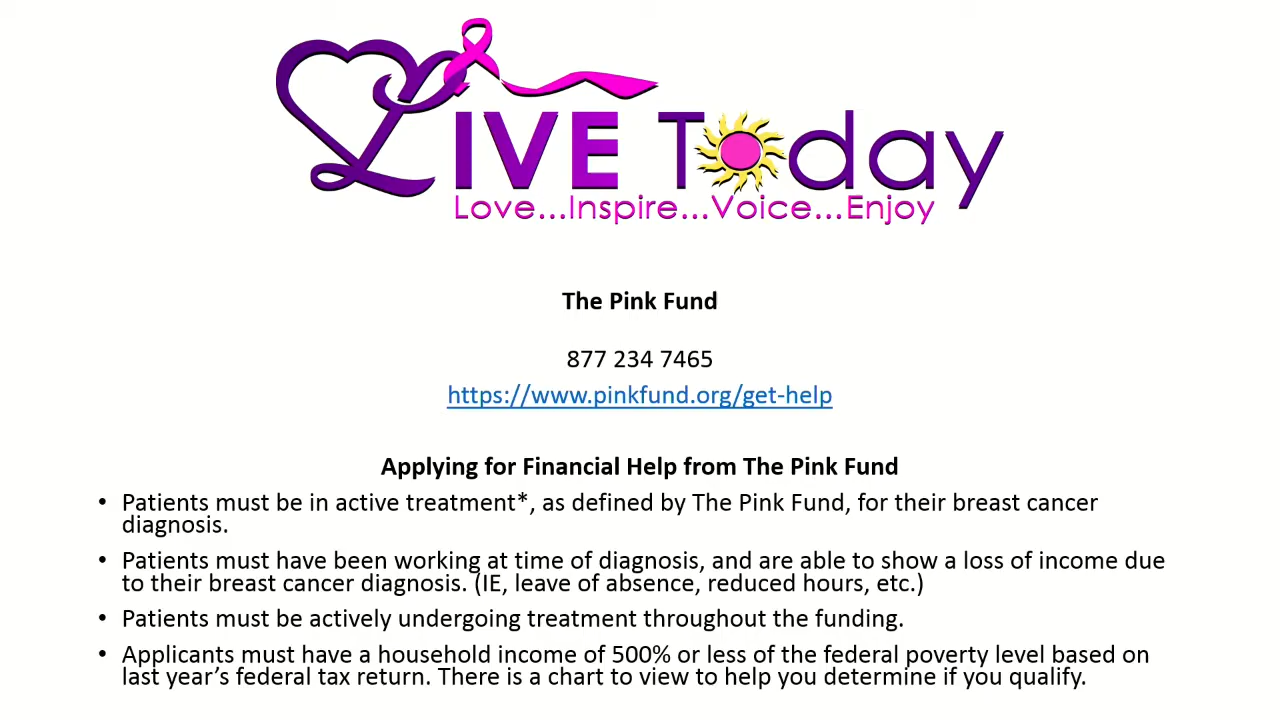 LIVE Today
Love...Inspire...Voice...Enjoy
The Pink Fund
877 234 7465
https://www.pinkfund.org/get-help
Applying for Financial Help from The Pink Fund
• Patients must be in active treatment*, as defined by The Pink Fund, for their breast cancer
diagnosis.
• Patients must have been working at time of diagnosis, and are able to show a loss of income due
to their breast cancer diagnosis. (IE, leave of absence, reduced hours, etc.)
• Patients must be actively undergoing treatment throughout the funding.
• Applicants must have a household income of 500% or less of the federal poverty level based on
last year’s federal tax return. There is a chart to view to help you determine if you qualify.